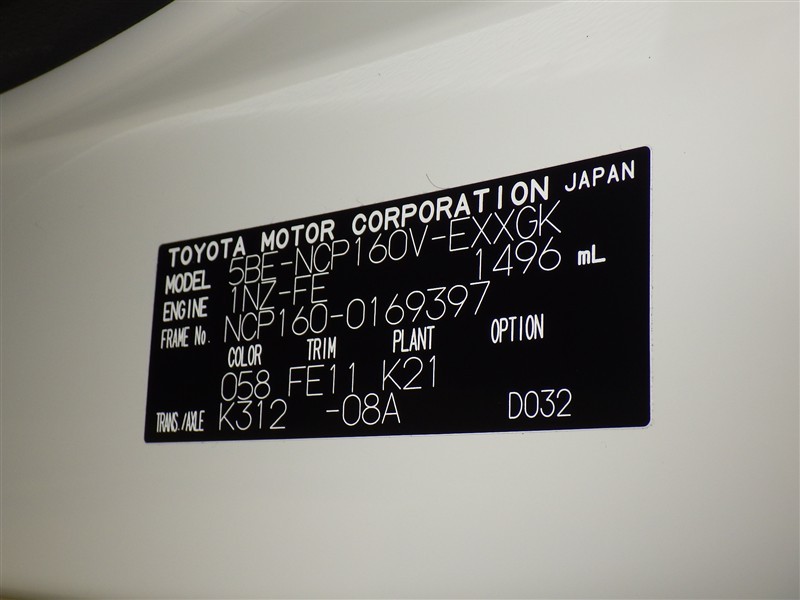 TOYOTA MOTOR CORPORATION JAPAN
MODEL 5BE-NCP160V-EXXGK
ENGINE 1NZ-FE 1496 mL
FRAME No. NCP160-0169397
COLOR TRIM PLANT OPTION
058 FE11 K21
TRANS./AXLE K312 -08A D032